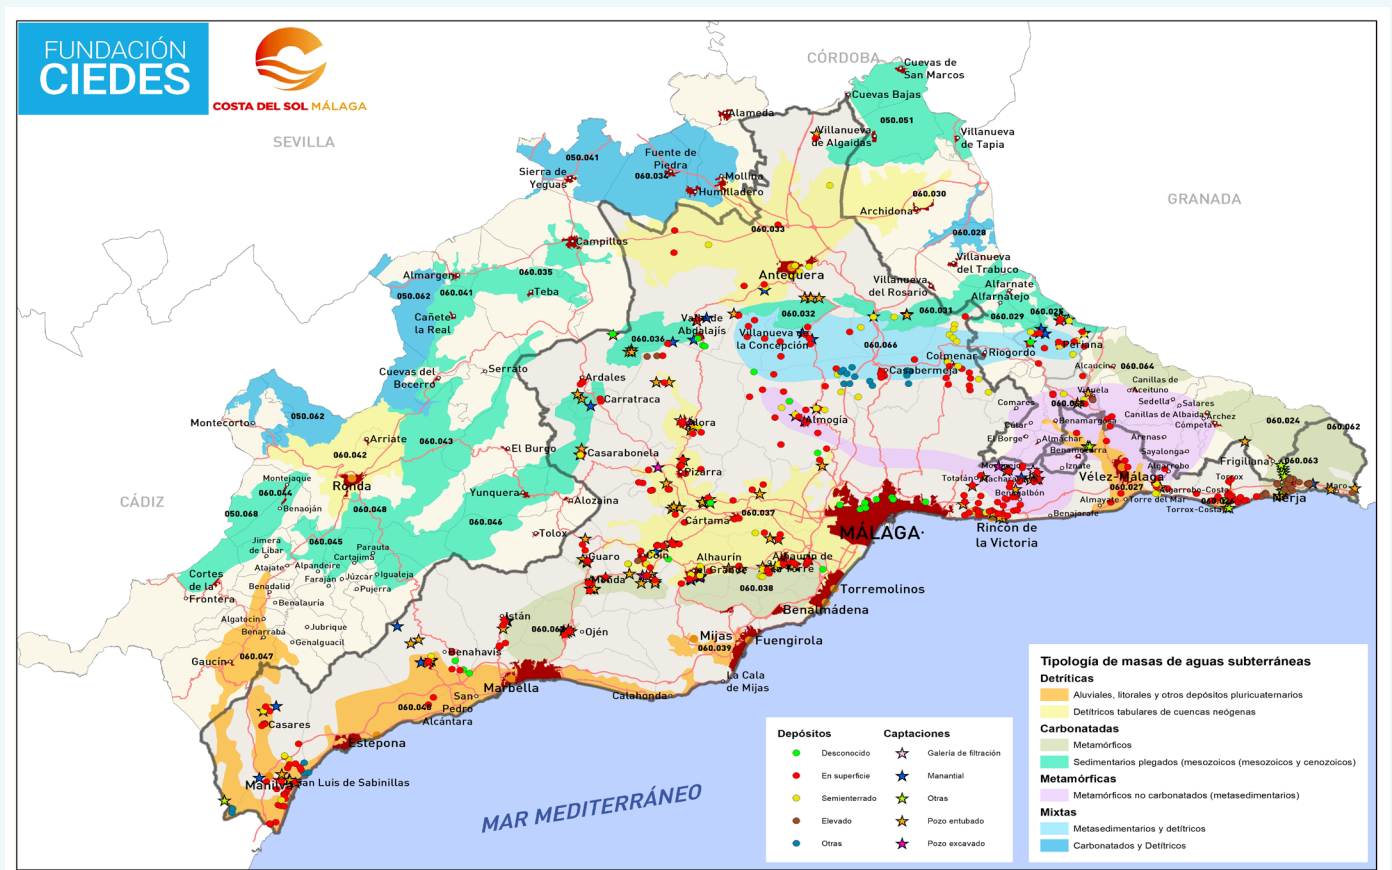 FUNDACIÓN
CIEDES
COSTA DEL SOL MÁLAGA
CÓRDOBA
SEVILLA
GRANADA
CÁDIZ
Cuevas de
San Marcos
Cuevas Bajas
050.051
Alameda
Villanueva
de Algaidas
Villanueva
de Tapia
050.041
Fuente de
Piedra
060.034
Sierra de
Yeguas
Mollina
Humilladero
060.030
Archidona
060.033
060.028
Campillos
Antequera
Villanueva
del Trabuco
Almargen
060.035
050.062
060.041
Teba
Villanueva
del Rosario
Alfarnate
Alfarnatejo
Cañete
la Real
Valle de
Abdalajís
060.032
060.031
060.029
060.025
060.036
Villanueva de
la Concepción
060.066
Periana
Riogordo
Colmenar
Cuevas del
Becerro
Serrato
Ardales
Casabermeja
Alcaucín
060.064
Carratraca
Canillas de
Aceituno
Viñuela
Sedella
Salares
050.062
Comares
Canillas de Albaida
Árchez
Montecorto
Almogía
Cútar
Benamargosa
Cómpeta
060.024
060.062
060.043
Arriate
Álora
El Borge
Almáchar
Arenas
060.042
El Burgo
Casarabonela
Benamocarra
Sayalonga
Frigiliana
060.063
Ronda
Pizarra
Iznate
Algarrobo
Montejaque
060.044
Totalán
Macharaviaya
Vélez-Málaga
Torrox
060.027
Maro
Yunquera
Alozaina
Benagalbón
Algarrobo-Costa
Nerja
Benaoján
Almayate
Torre del Mar
050.068
060.048
060.046
Cártama
060.037
Benajarafe
Torrox-Costa
Rincón de
la Victoria
MÁLAGA
Tolox
Jimera
de Líbar
060.045
Parauta
Cartajima
Guaro
Coín
Alhaurín
el Grande
Alhaurín de
la Torre
Atajate
Alpandeire
Faraján
Júzcar
Igualeja
Pujerra
Monda
060.038
Cortes
de la
Frontera
Benadalid
Benalauría
Torremolinos
Benalmádena
Algatocín
Jubrique
Istán
Ojén
Benarrabá
Genalguacil
Mijas
Fuengirola
060.039
Benahavís
Gaucín
060.047
La Cala
de Mijas
Marbella
San
Pedro
Alcántara
Calahonda
060.040
Casares
Estepona
Manilva
San Luis de Sabinillas
MAR MEDITERRÁNEO
Depósitos
Desconocido
En superficie
Semienterrado
Elevado
Otras
Captaciones
Galería de filtración
Manantial
Otras
Pozo entubado
Pozo excavado
Tipología de masas de aguas subterráneas
Detríticas
Aluviales, litorales y otros depósitos pluricuaternarios
Detríticos tabulares de cuencas neógenas
Carbonatadas
Metamórficos
Sedimentarios plegados (mesozoicos (mesozoicos y cenozoicos)
Metamórficas
Metamórficos no carbonatados (metasedimentarios)
Mixtas
Metasedimentarios y detríticos
Carbonatados y Detríticos